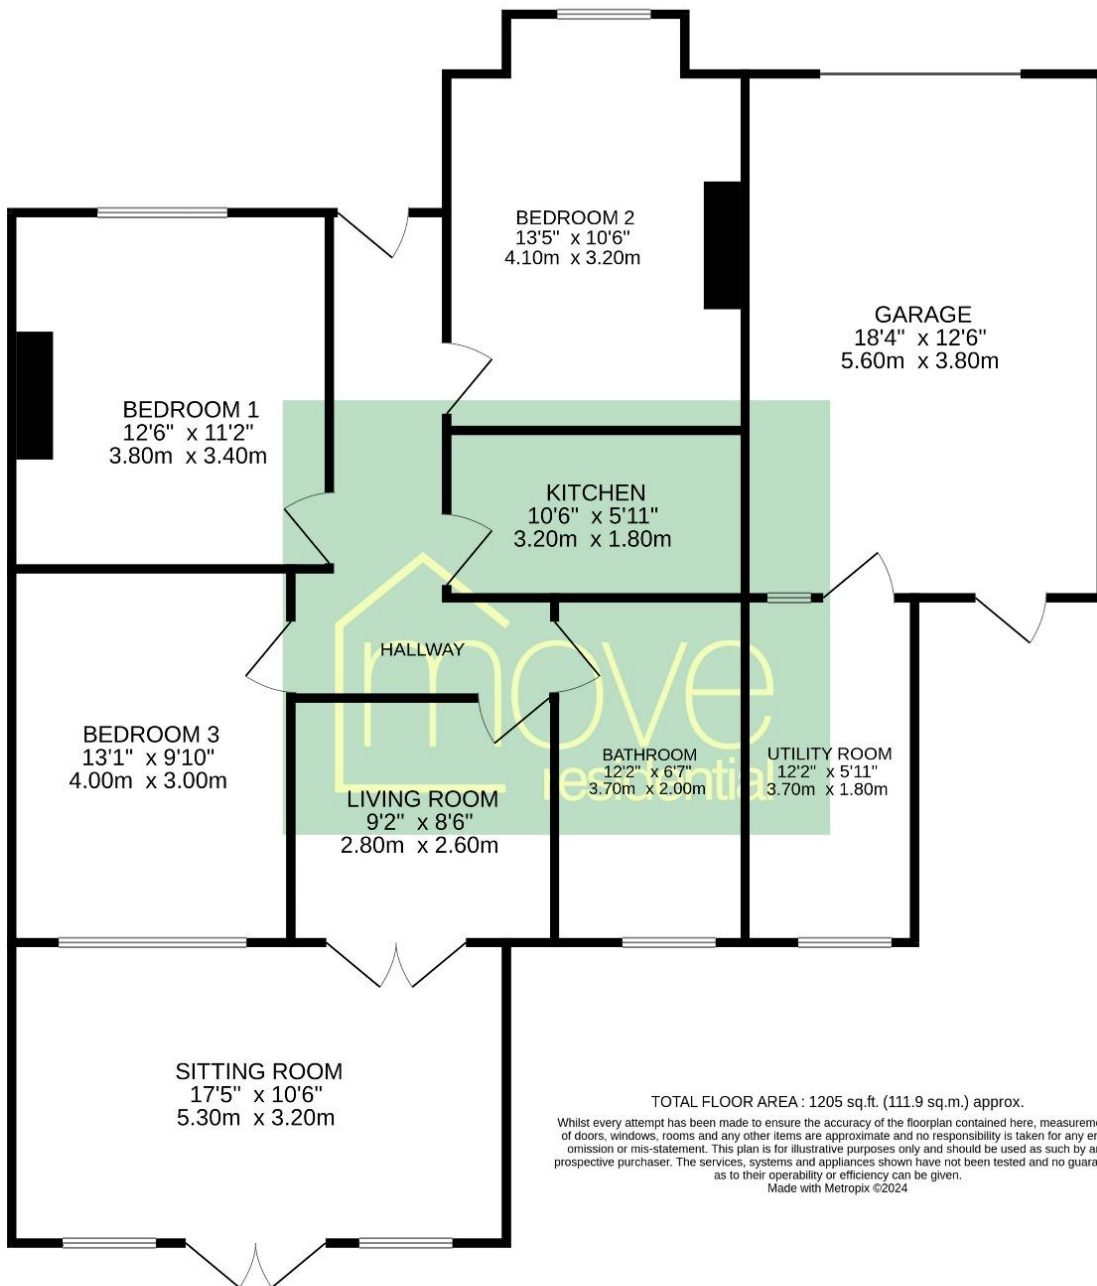 BEDROOM 2
13'5" x 10'6"
4.10m x 3.20m
GARAGE
18'4" x 12'6"
5.60m x 3.80m
BEDROOM 1
12'6" x 11'2"
3.80m x 3.40m
KITCHEN
10'6" x 5'11"
3.20m x 1.80m
HALLWAY
move
residential
BEDROOM 3
13'1" x 9'10"
4.00m x 3.00m
LIVING ROOM
9'2" x 8'6"
2.80m x 2.60m
BATHROOM
12'2" x 6'7"
3.70m x 2.00m
UTILITY ROOM
12'2" x 5'11"
3.70m x 1.80m
SITTING ROOM
17'5" x 10'6"
5.30m x 3.20m
TOTAL FLOOR AREA : 1205 sq.ft. (111.9 sq.m.) approx.
Whilst every attempt has been made to ensure the accuracy of the floorplan contained here,
of doors, windows, rooms and any other items are approximate and no responsibility is taken for any
omission or mis-statement. This plan is for illustrative purposes only and should be used as such by
prospective purchaser. The services, systems and appliances shown have not been tested and no
as to their operability or efficiency can be given.
Made with Metropix ©2024